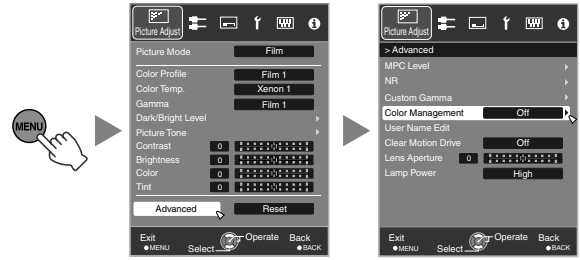 MENU
Picture Adjust
Picture Mode Film
Color Profile Film 1
Color Temp. Xenon 1
Gamma Film 1
Dark/Bright Level
Picture Tone
Contrast 0
Brightness 0
Color 0
Tint 0
Advanced Reset
Exit Operate Back
MENU Select BACK
Picture Adjust
> Advanced
MPC Level
NR
Custom Gamma
Color Management Off
User Name Edit
Clear Motion Drive Off
Lens Aperture 0
Lamp Power High
Exit Operate Back
MENU Select BACK